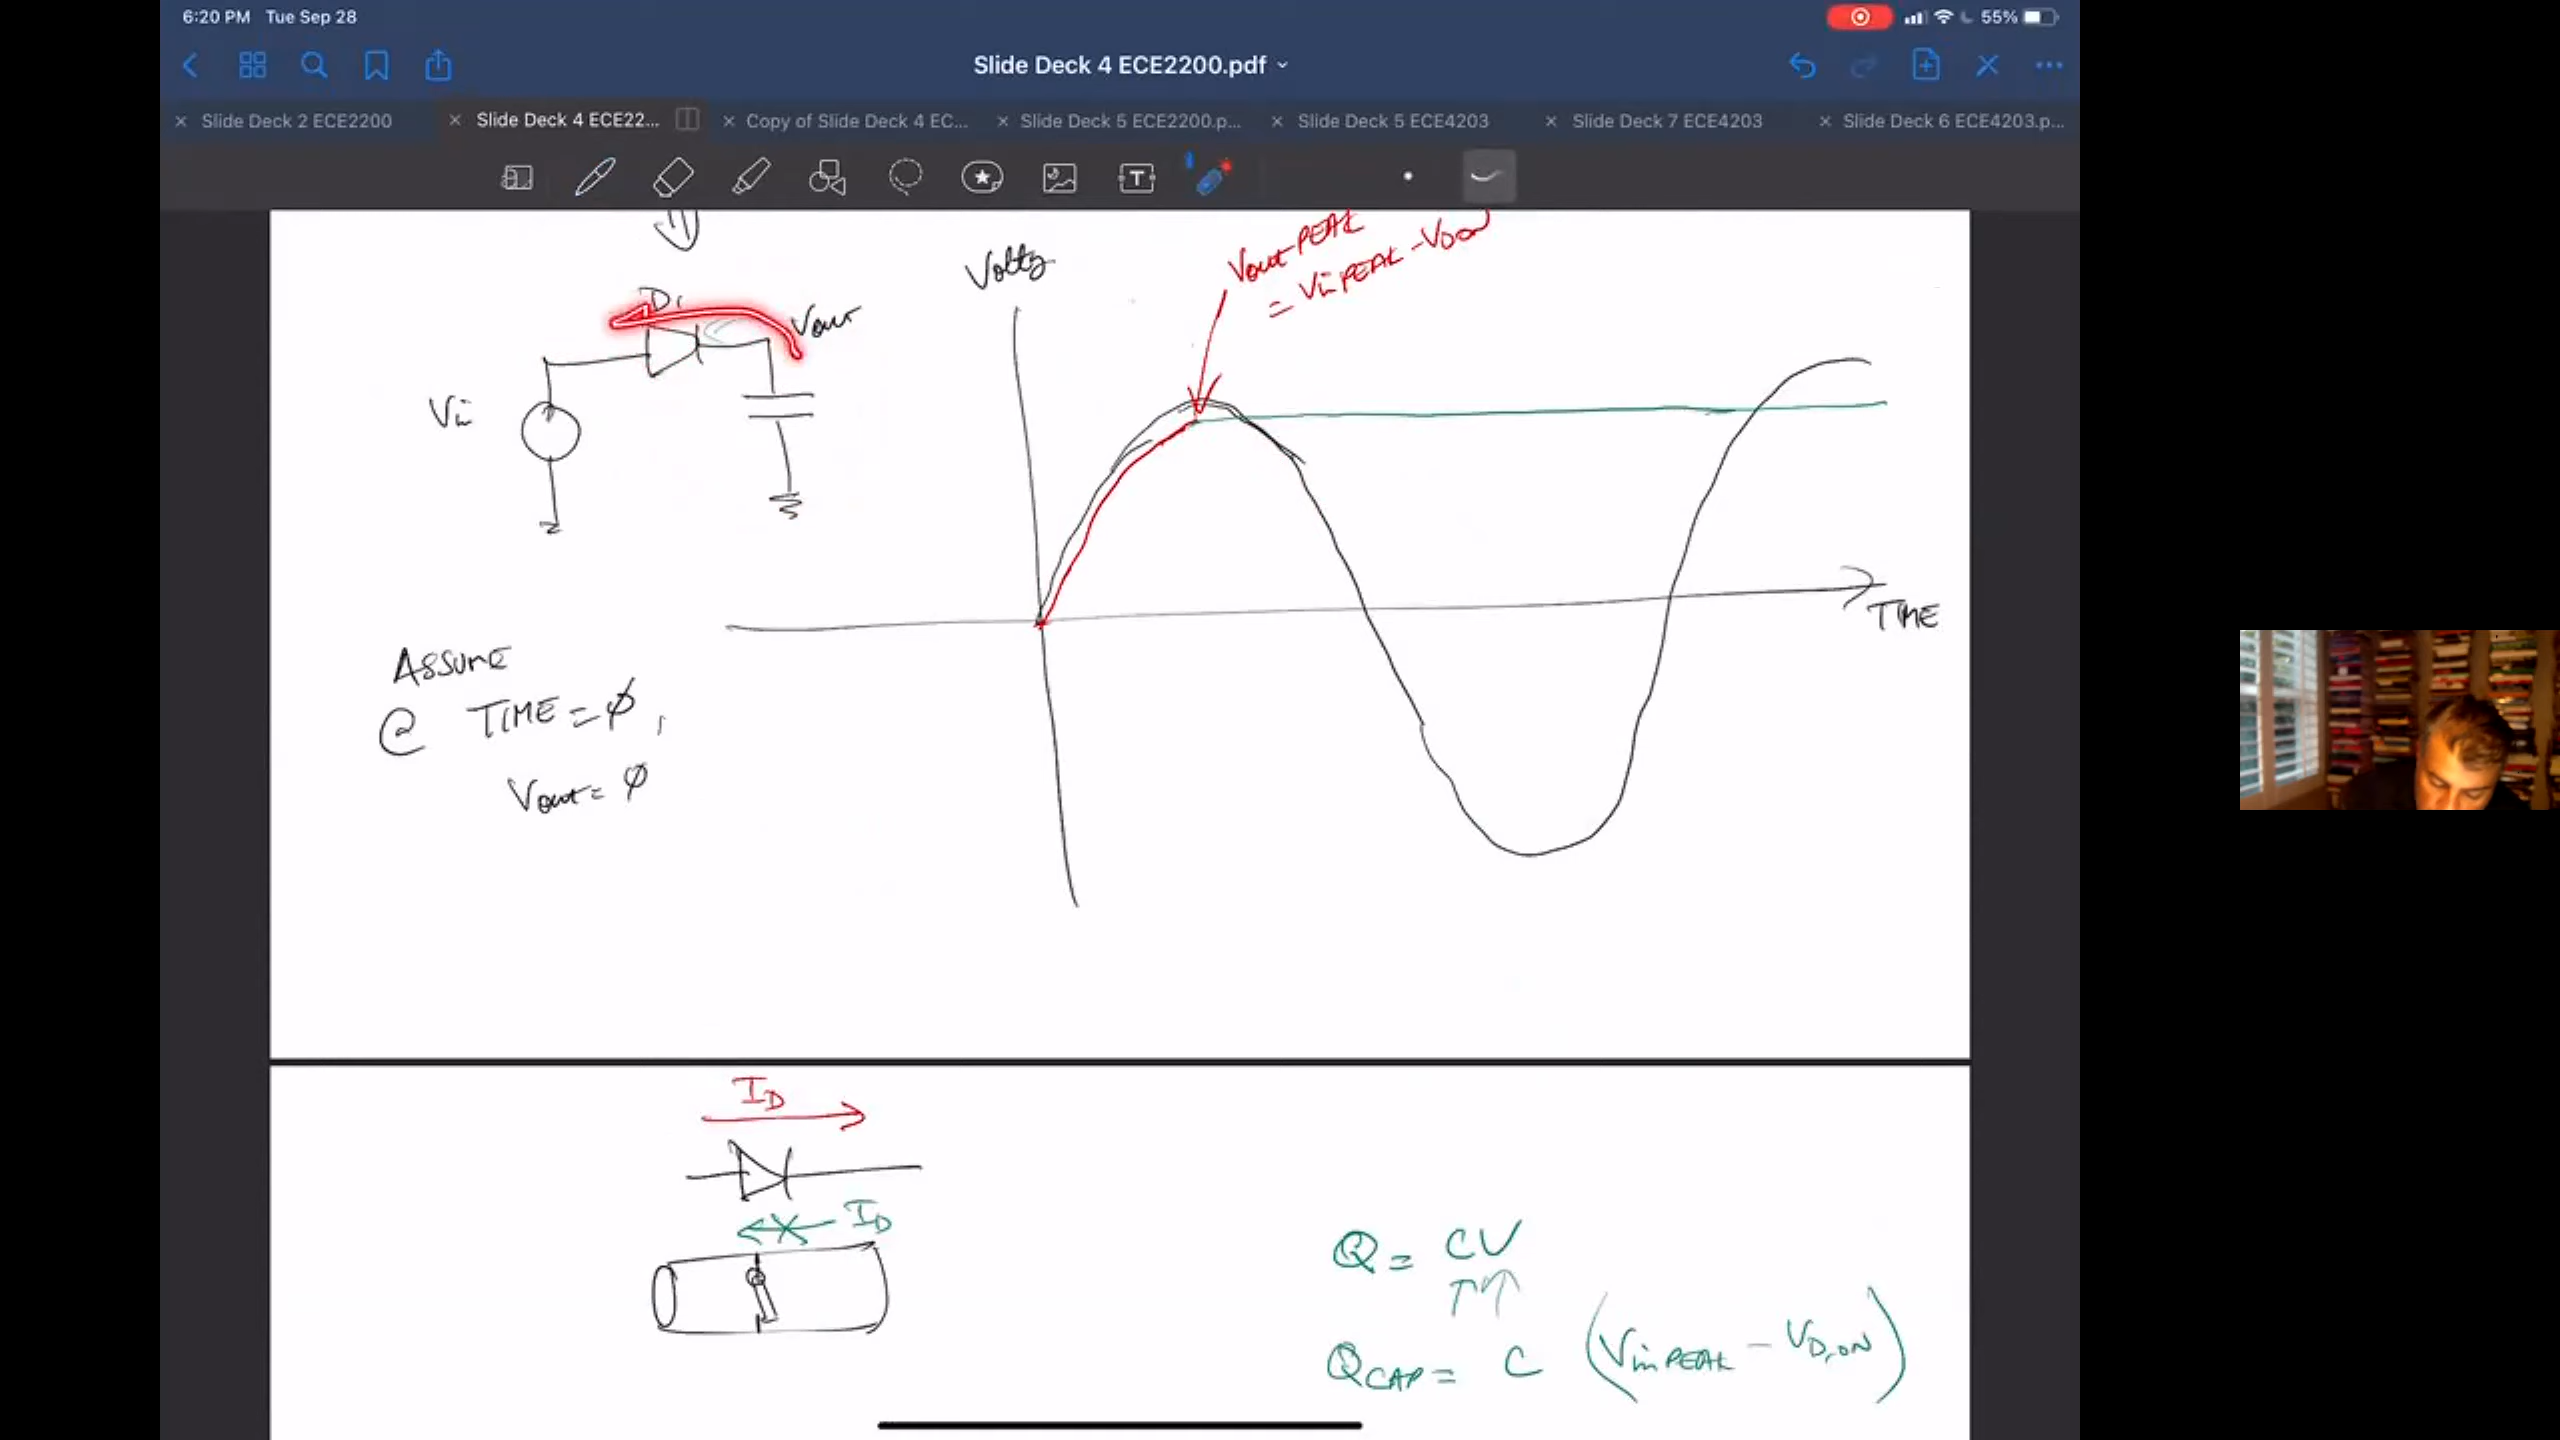 6:20 PM Tue Sep 28
55%
Slide Deck 4 ECE2200.pdf
Slide Deck 2 ECE2200
Slide Deck 4 ECE22...
Copy of Slide Deck 4 EC...
Slide Deck 5 ECE2200.p...
Slide Deck 5 ECE4203
Slide Deck 7 ECE4203
Slide Deck 6 ECE4203.p...
T
Vout PEAK
= Vin PEAK - VD,on
Volts
D1
Vout
Vin
TIME
ASSUME
@ TIME = ϕ,
Vout = ϕ
ID
ID
Q = CV
QCAP = C (Vin PEAK - VD,ON)